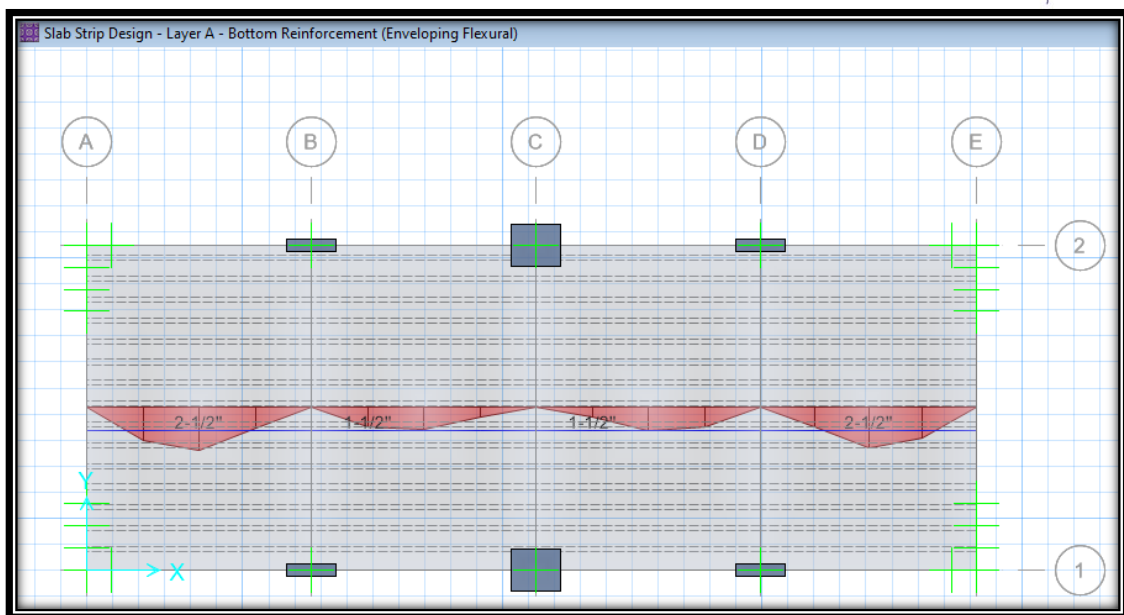 Slab Strip Design - Layer A - Bottom Reinforcement (Enveloping Flexural)
A B C D E
2
2-1/2" 1-1/2" 1-1/2" 2-1/2"
Y
X
1